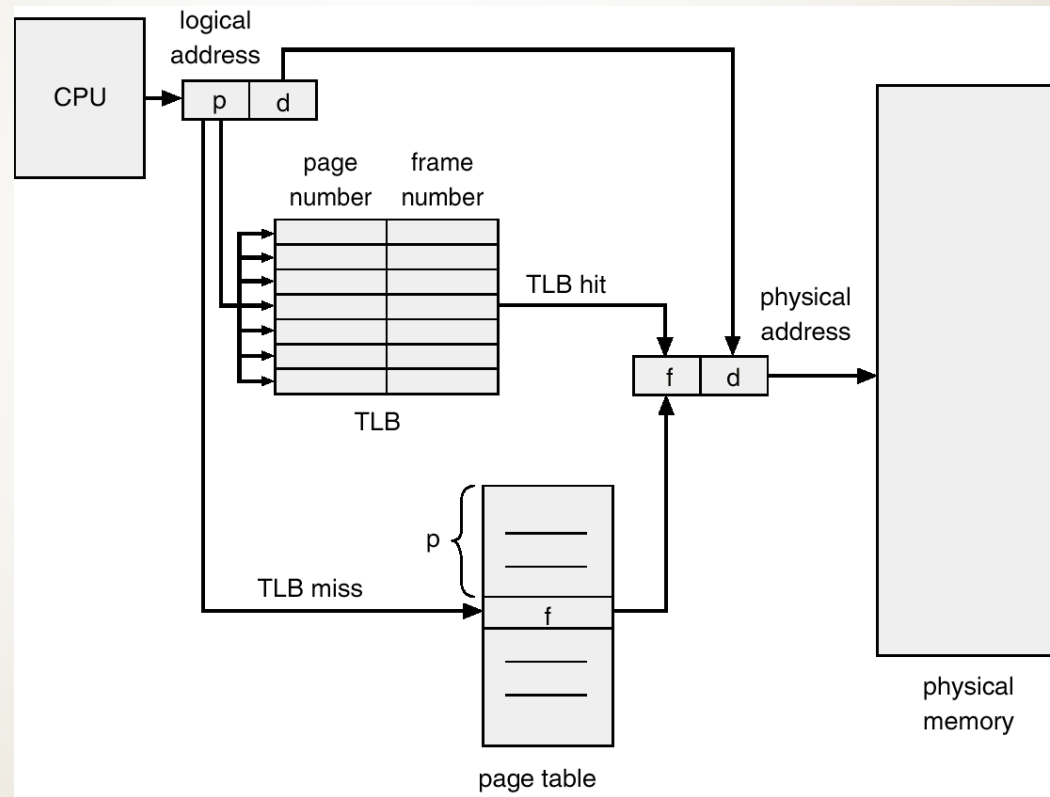 logical
address
CPU
p
d
page
number
frame
number
TLB hit
physical
address
f
d
TLB
p
TLB miss
f
physical
memory
page table